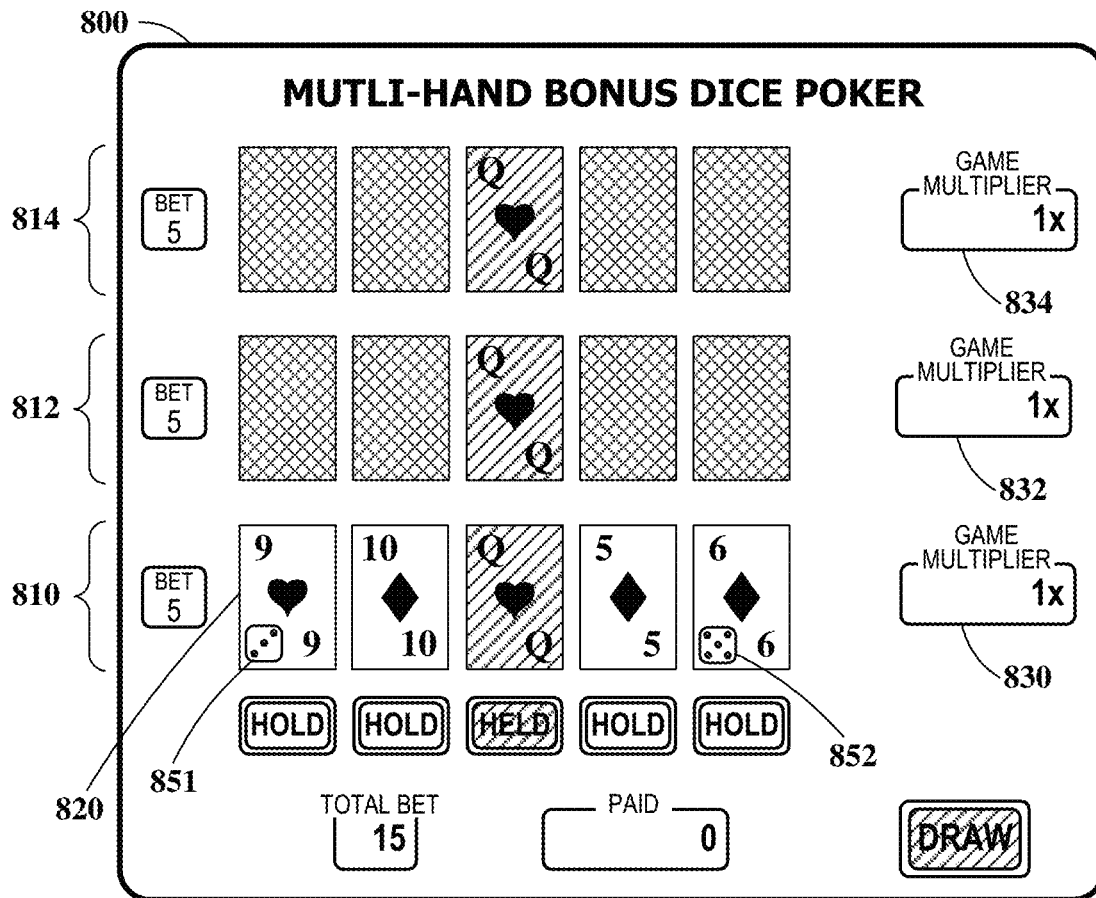 800
MUTLI-HAND BONUS DICE POKER
814
BET
5
Q
Q
GAME
MULTIPLIER
1x
834
812
BET
5
Q
Q
GAME
MULTIPLIER
1x
832
810
BET
5
9
9
10
10
Q
Q
5
5
6
6
GAME
MULTIPLIER
1x
830
HOLD HOLD HELD HOLD HOLD
820
851
852
TOTAL BET
15
PAID
0
DRAW